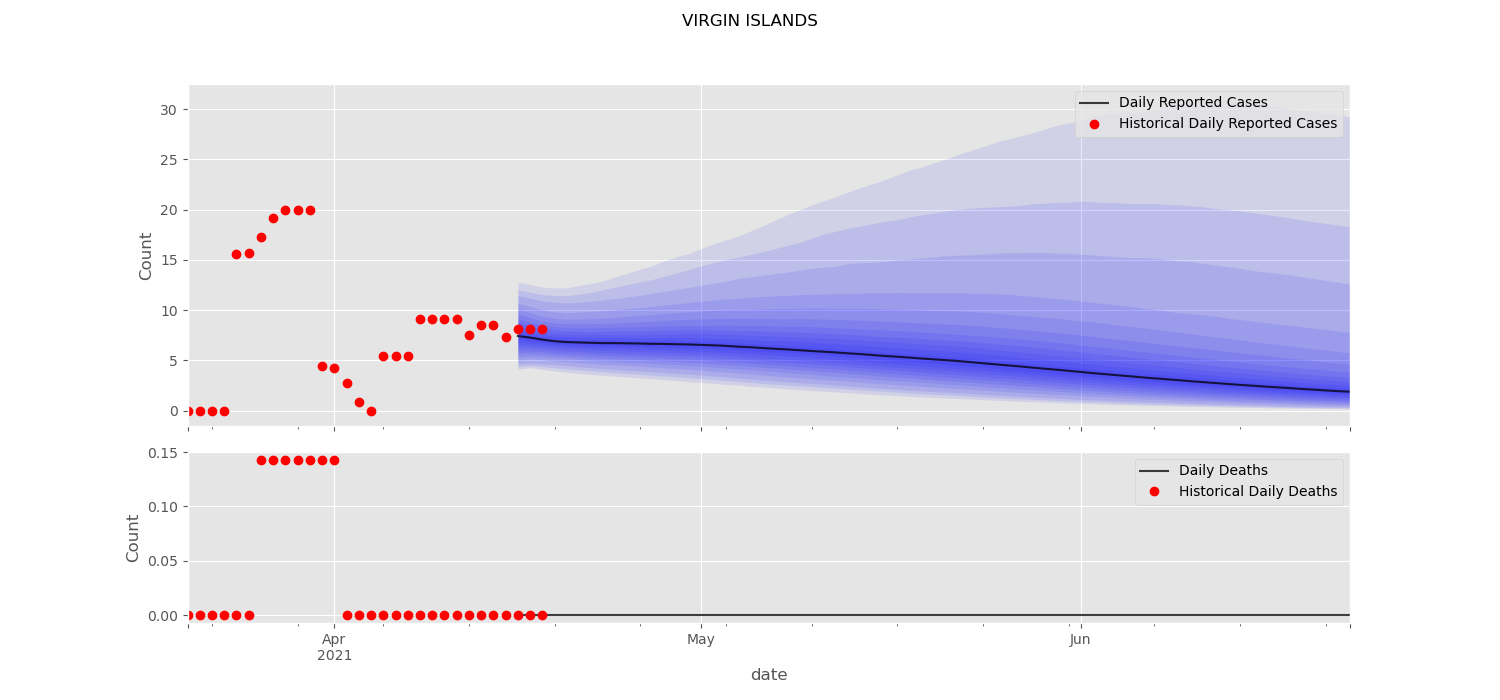 VIRGIN ISLANDS
30
25
20
15
10
5
0
Count
Daily Reported Cases
Historical Daily Reported Cases
0.15
0.10
0.05
0.00
Count
Daily Deaths
Historical Daily Deaths
Apr
2021
May
Jun
date